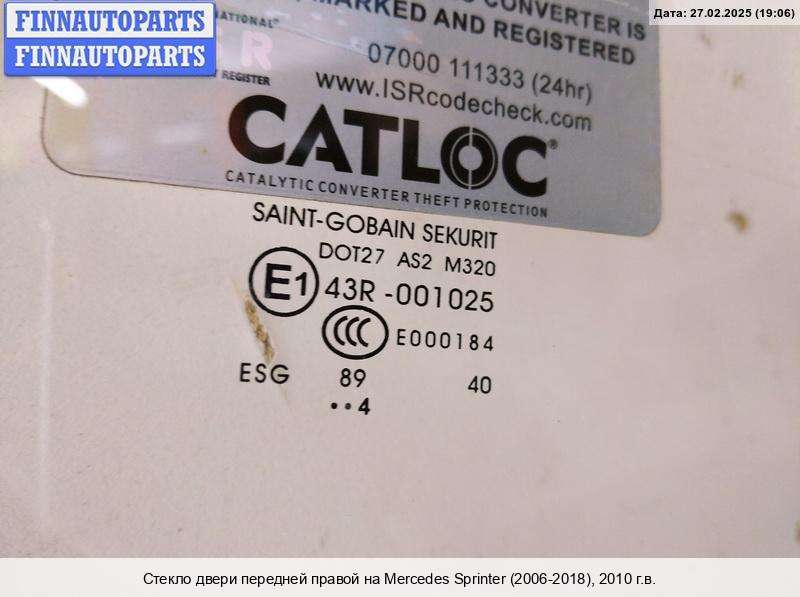 FINNAUTOPARTS
FINNAUTOPARTS
Дата: 27.02.2025 (19:06)
CONVERTER IS
MARKED AND REGISTERED
R
REGISTER
07000 111333 (24hr)
www.ISRcodecheck.com
CATLOC®
CATALYTIC CONVERTER THEFT PROTECTION
SAINT-GOBAIN SEKURIT
DOT27 AS2 M320
E1 43R -001025
CCC E000184
ESG 89 40
••4
Стекло двери передней правой на Mercedes Sprinter (2006-2018), 2010 г.в.